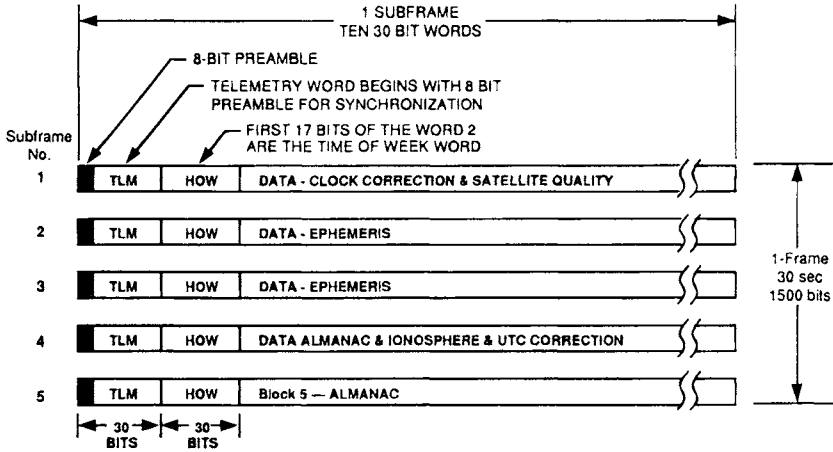 1 SUBFRAME
TEN 30 BIT WORDS
8-BIT PREAMBLE
TELEMETRY WORD BEGINS WITH 8 BIT
PREAMBLE FOR SYNCHRONIZATION
FIRST 17 BITS OF THE WORD 2
ARE THE TIME OF WEEK WORD
Subframe
No.
1 TLM HOW DATA - CLOCK CORRECTION & SATELLITE QUALITY
2 TLM HOW DATA - EPHEMERIS
3 TLM HOW DATA - EPHEMERIS
4 TLM HOW DATA ALMANAC & IONOSPHERE & UTC CORRECTION
5 TLM HOW Block 5 — ALMANAC
1-Frame
30 sec
1500 bits
30 BITS
30 BITS